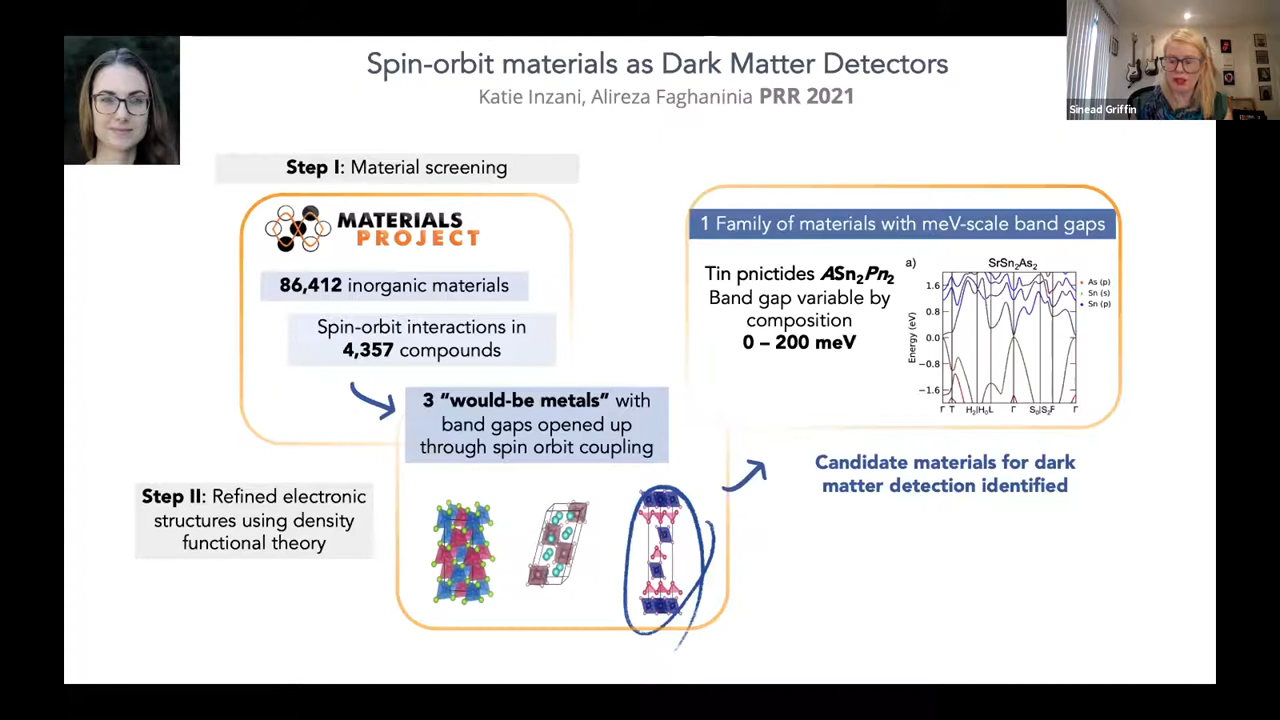 Spin-orbit materials as Dark Matter Detectors
Katie Inzani, Alireza Faghaninia PRR 2021
Sinead Griffin
Step I: Material screening
MATERIALS
PROJECT
86,412 inorganic materials
Spin-orbit interactions in
4,357 compounds
3 “would-be metals” with
band gaps opened up
through spin orbit coupling
Step II: Refined electronic
structures using density
functional theory
1 Family of materials with meV-scale band gaps
Tin pnictides ASn₂Pn₂
Band gap variable by
composition
0 – 200 meV
a)
SrSn₂As₂
Energy (eV)
1.6
0.8
0.0
−0.8
−1.6
Γ T H₂|H₀L Γ S₀|S₂F Γ
As (p)
Sn (s)
Sn (p)
Candidate materials for dark
matter detection identified